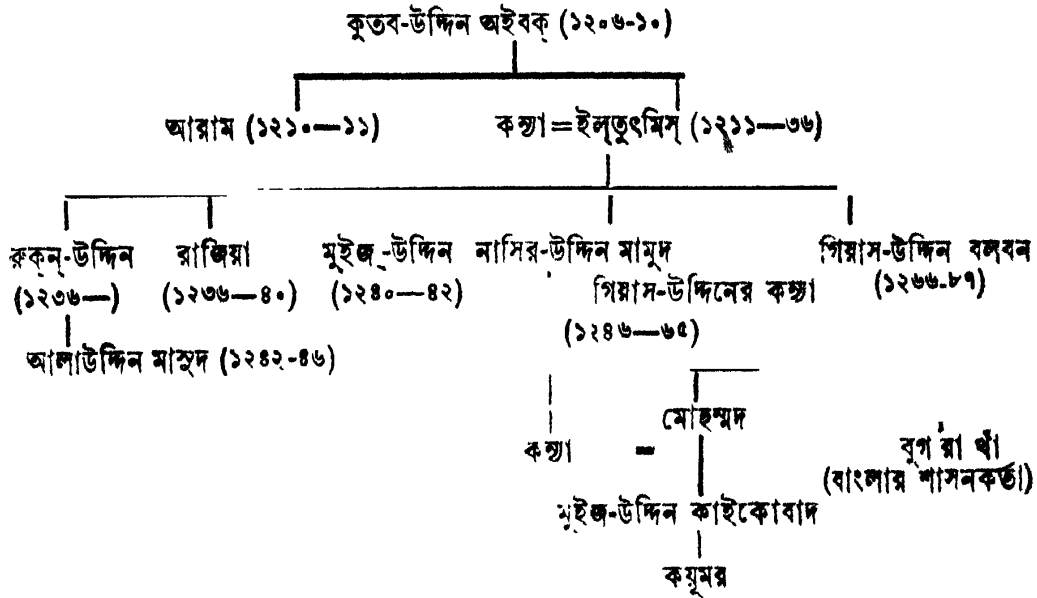 কুতব-উদ্দিন অইবক্ (১২০৬-১০)
আরাম (১২১০—১১) কন্যা=ইল্‌তুৎমিস্ (১২১১—৩৬)
রুকন্-উদ্দিন রাজিয়া মুইজ্-উদ্দিন নাসির-উদ্দিন মামুদ গিয়াস-উদ্দিন বলবন
(১২৩৬—) (১২৩৬—৪০) (১২৪০—৪২) গিয়াস-উদ্দিনের কন্যা (১২৬৬-৮৭)
(১২৪৬—৬৫)
আলাউদ্দিন মাসুদ (১২৪২-৪৬)
মোহম্মদ
কন্যা = বুগরা খাঁ
(বাংলার শাসনকর্তা)
মুইজ-উদ্দিন কাইকোবাদ
কয়ূমর